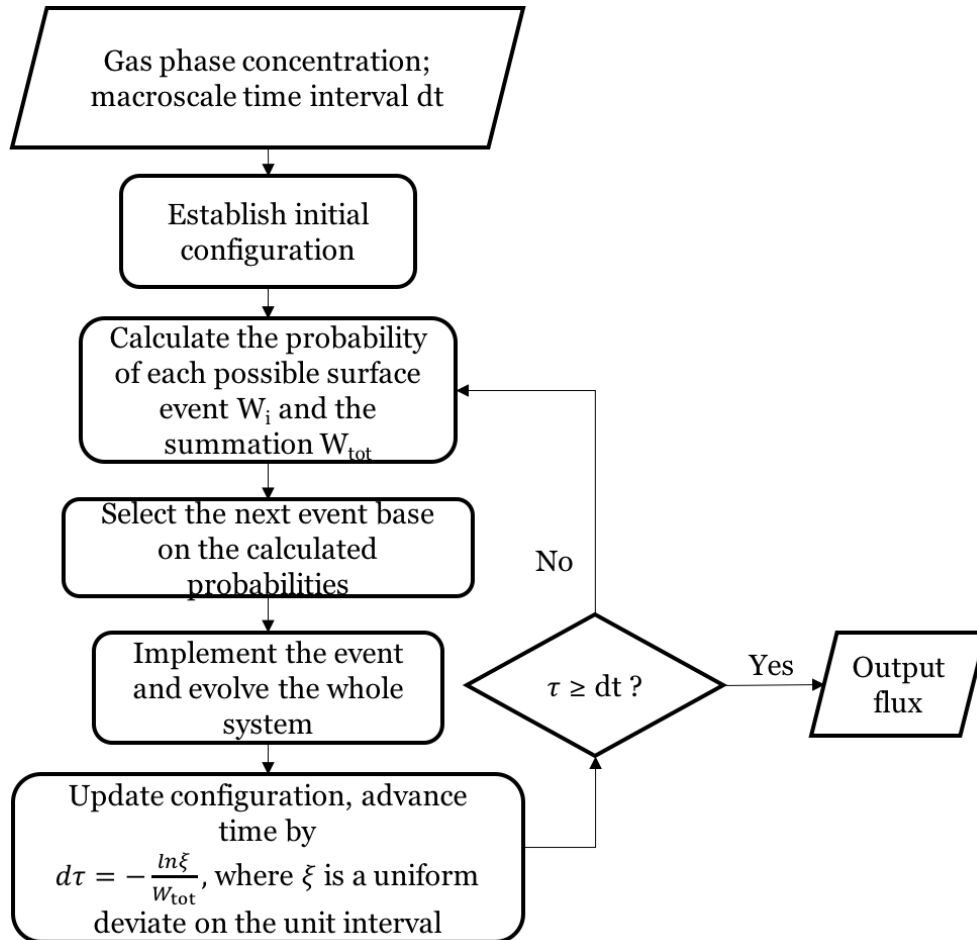 Gas phase concentration;
macroscale time interval dt
Establish initial
configuration
Calculate the probability
of each possible surface
event Wᵢ and the
summation Wₜₒₜ
Select the next event base
on the calculated
probabilities
Implement the event
and evolve the whole
system
Update configuration, advance
time by
𝑑𝜏 = − 𝑙𝑛𝜉/𝑊ₜₒₜ, where 𝜉 is a uniform
deviate on the unit interval
No
𝜏 ≥ dt ?
Yes
Output
flux